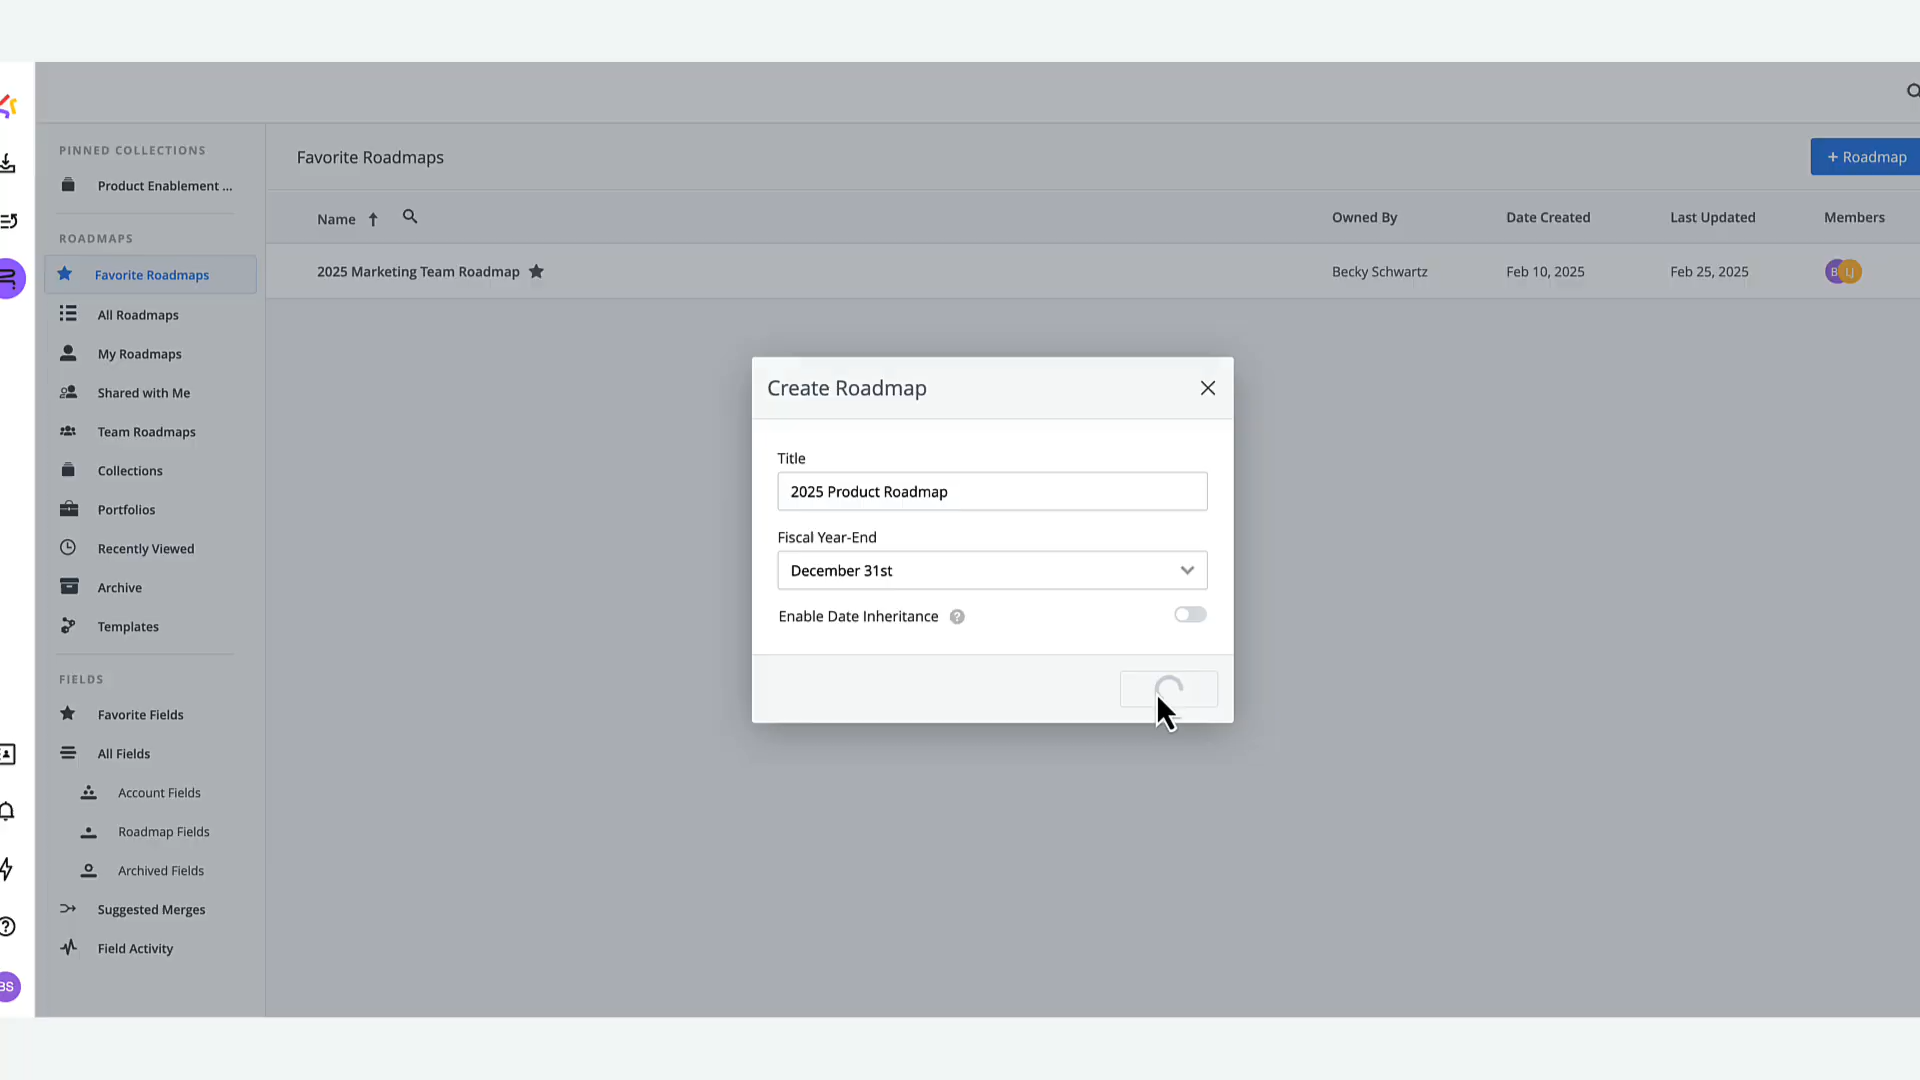 PINNED COLLECTIONS
Product Enablement ...
ROADMAPS
Favorite Roadmaps
All Roadmaps
My Roadmaps
Shared with Me
Team Roadmaps
Collections
Portfolios
Recently Viewed
Archive
Templates
FIELDS
Favorite Fields
All Fields
Account Fields
Roadmap Fields
Archived Fields
Suggested Merges
Field Activity
BS
Favorite Roadmaps
+ Roadmap
Name Owned By Date Created Last Updated Members
2025 Marketing Team Roadmap Becky Schwartz Feb 10, 2025 Feb 25, 2025 B LJ
Create Roadmap
Title
2025 Product Roadmap
Fiscal Year-End
December 31st
Enable Date Inheritance ?